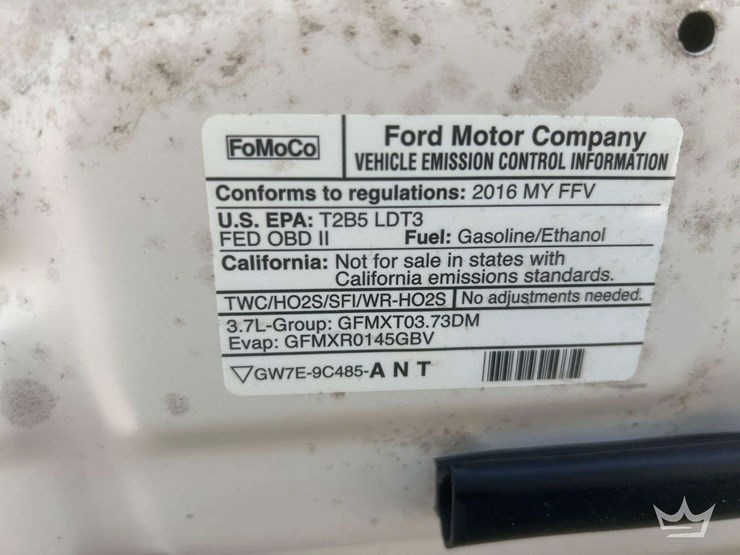 FoMoCo
Ford Motor Company
VEHICLE EMISSION CONTROL INFORMATION
Conforms to regulations: 2016 MY FFV
U.S. EPA: T2B5 LDT3
FED OBD II Fuel: Gasoline/Ethanol
California: Not for sale in states with
California emissions standards.
TWC/HO2S/SFI/WR-HO2S No adjustments needed.
3.7L-Group: GFMXT03.73DM
Evap: GFMXR0145GBV
GW7E-9C485-A N T